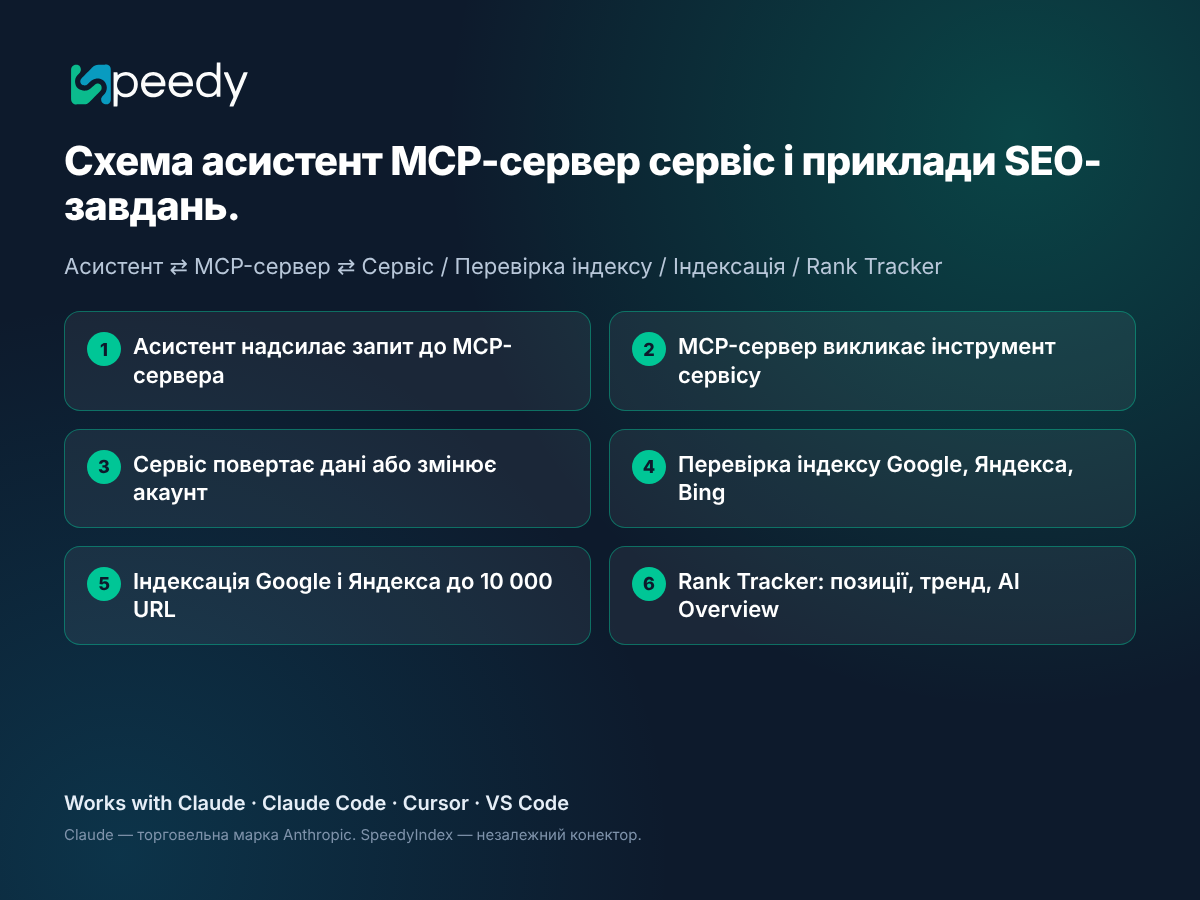 Speedy
Схема асистент MCP-сервер сервіс і приклади SEO-
завдань.
Асистент ⇄ MCP-сервер ⇄ Сервіс / Перевірка індексу / Індексація / Rank Tracker
1 Асистент надсилає запит до MCP-
сервера
2 MCP-сервер викликає інструмент
сервісу
3 Сервіс повертає дані або змінює
акаунт
4 Перевірка індексу Google, Яндекса,
Bing
5 Індексація Google і Яндекса до 10 000
URL
6 Rank Tracker: позиції, тренд, AI
Overview
Works with Claude · Claude Code · Cursor · VS Code
Claude — торговельна марка Anthropic. SpeedyIndex — незалежний конектор.